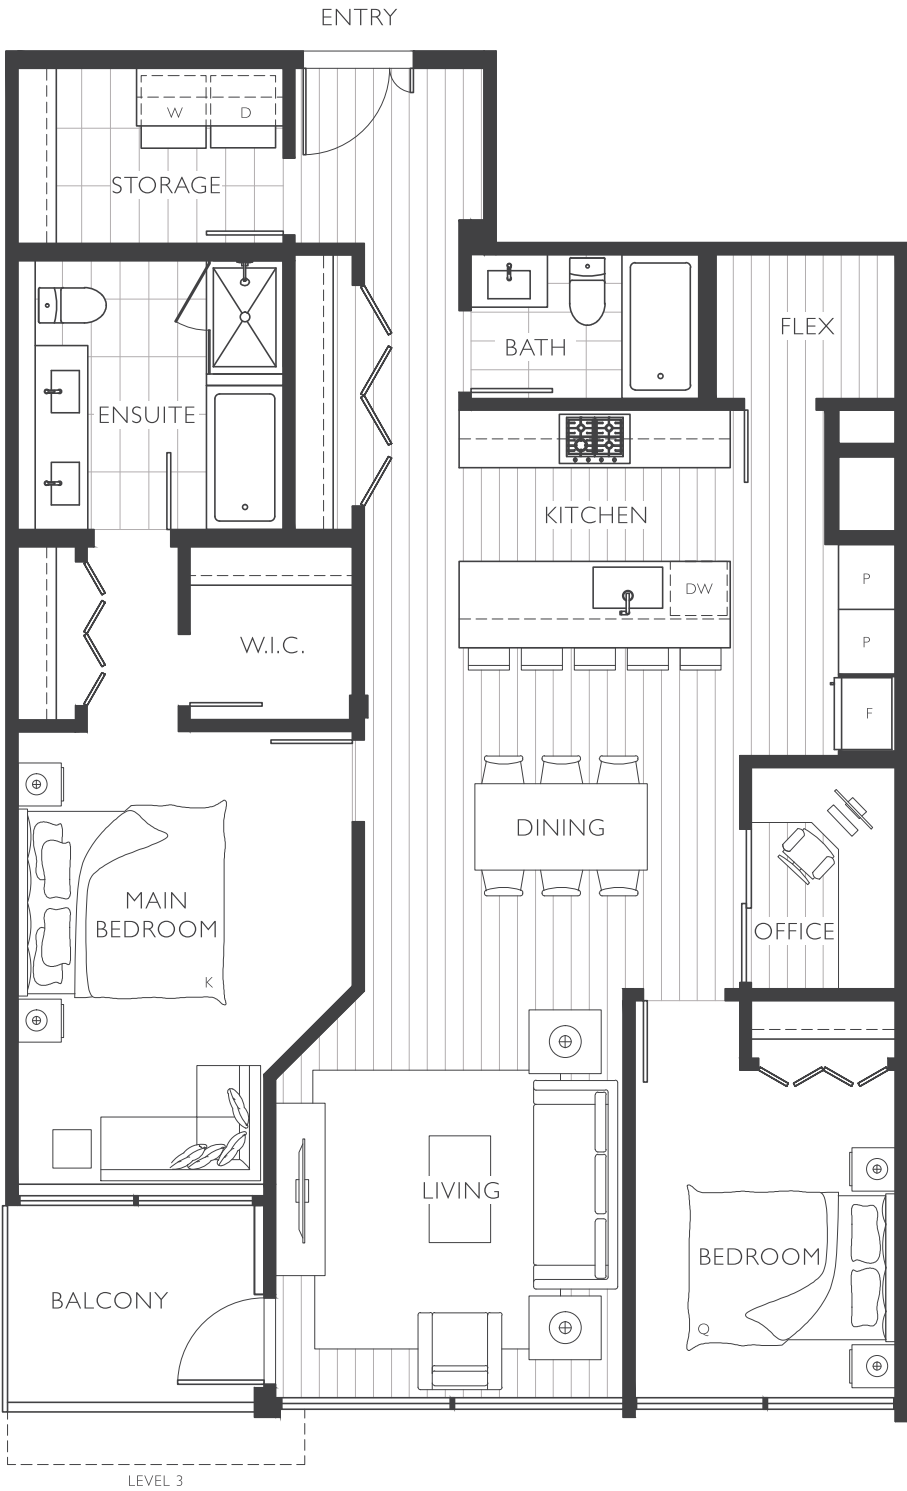 ENTRY
W
D
STORAGE
FLEX
BATH
ENSUITE
KITCHEN
P
DW
W.I.C.
P
F
DINING
MAIN
BEDROOM
OFFICE
K
LIVING
BEDROOM
BALCONY
Q
LEVEL 3